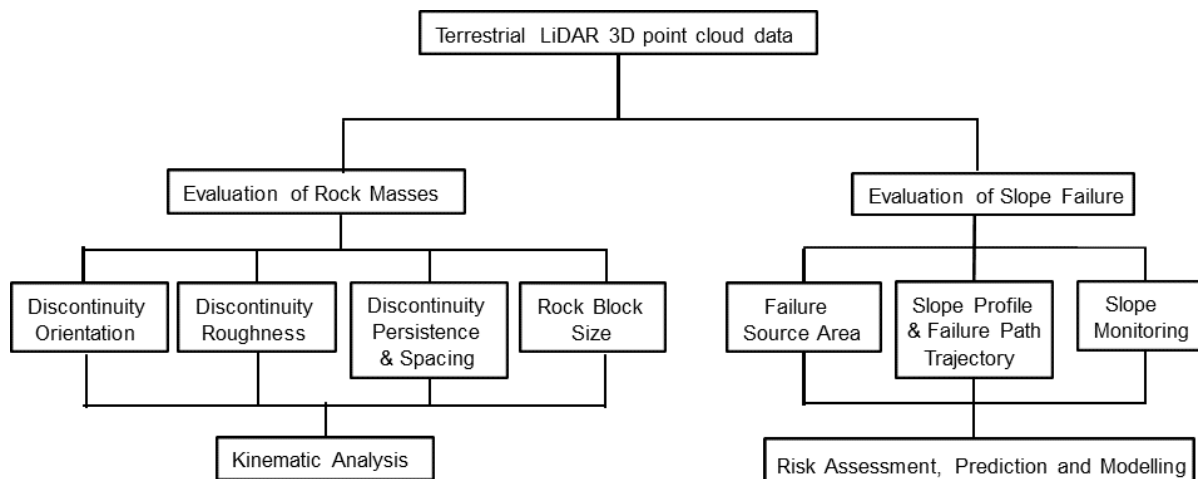 Terrestrial LiDAR 3D point cloud data
Evaluation of Rock Masses
Evaluation of Slope Failure
Discontinuity
Orientation
Discontinuity
Roughness
Discontinuity
Persistence
& Spacing
Rock Block
Size
Failure
Source Area
Slope Profile
& Failure Path
Trajectory
Slope
Monitoring
Kinematic Analysis
Risk Assessment, Prediction and Modelling